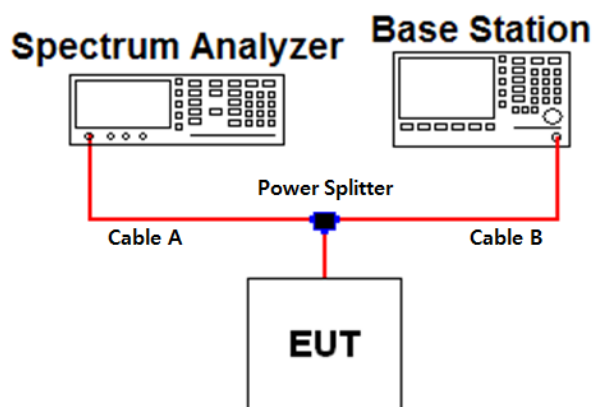 Spectrum Analyzer
Base Station
Power Splitter
Cable A
Cable B
EUT